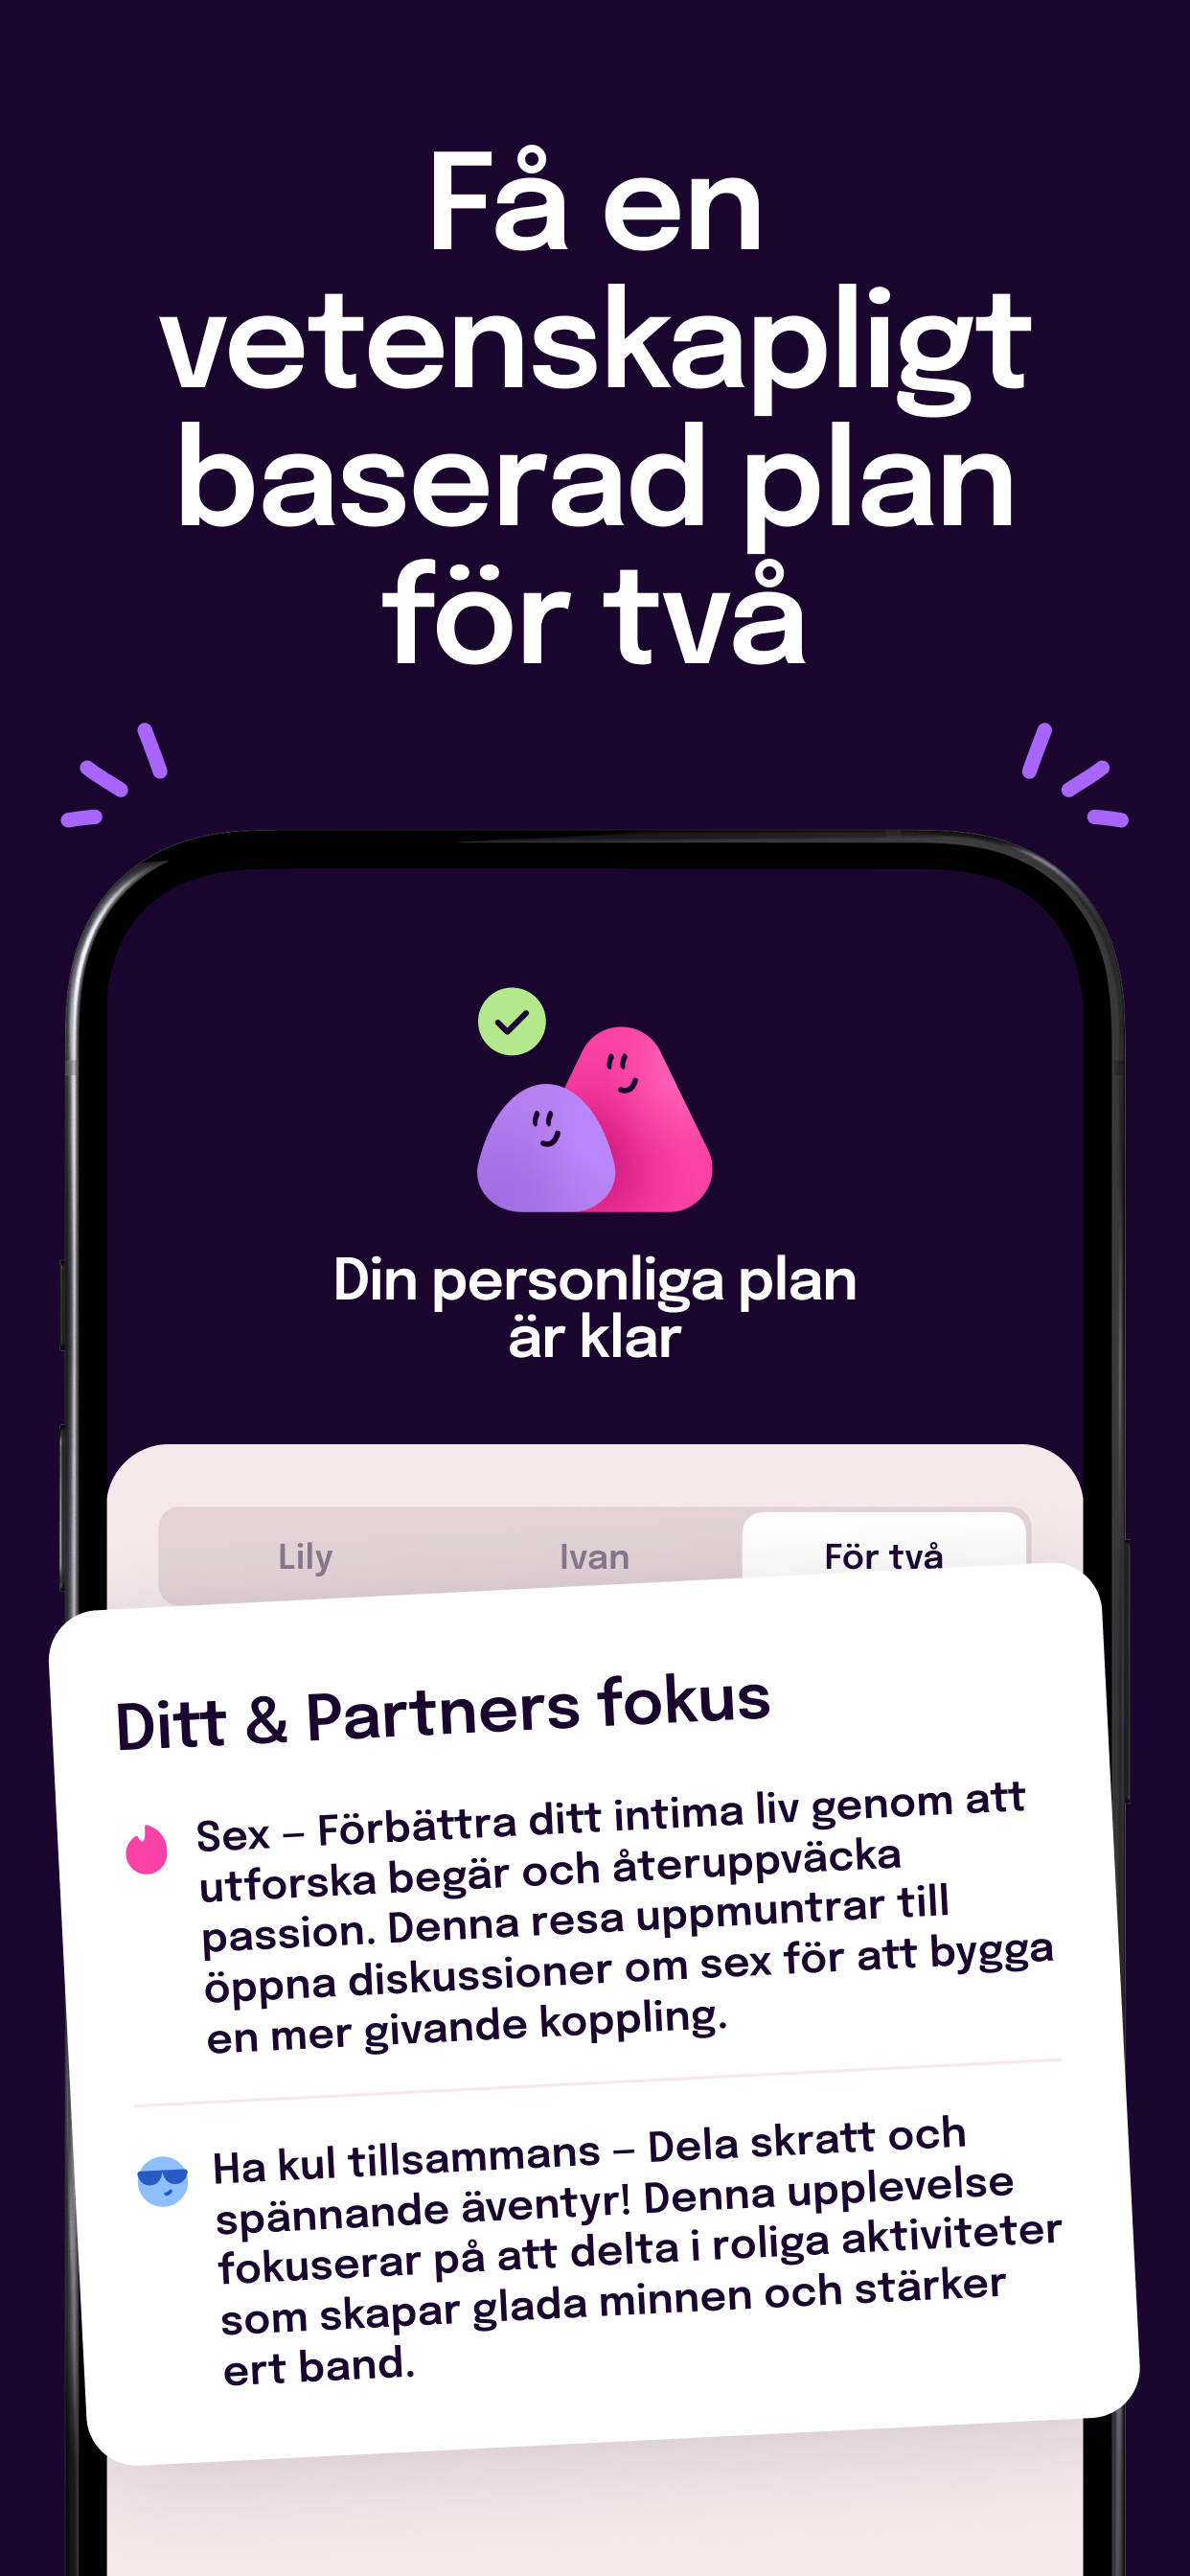 Få en
vetenskapligt
baserad plan
för två
Din personliga plan
är klar
Lily
Ivan
För två
Ditt & Partners fokus
Sex – Förbättra ditt intima liv genom att
utforska begär och återuppväcka
passion. Denna resa uppmuntrar till
öppna diskussioner om sex för att bygga
en mer givande koppling.
Ha kul tillsammans – Dela skratt och
spännande äventyr! Denna upplevelse
fokuserar på att delta i roliga aktiviteter
som skapar glada minnen och stärker
ert band.